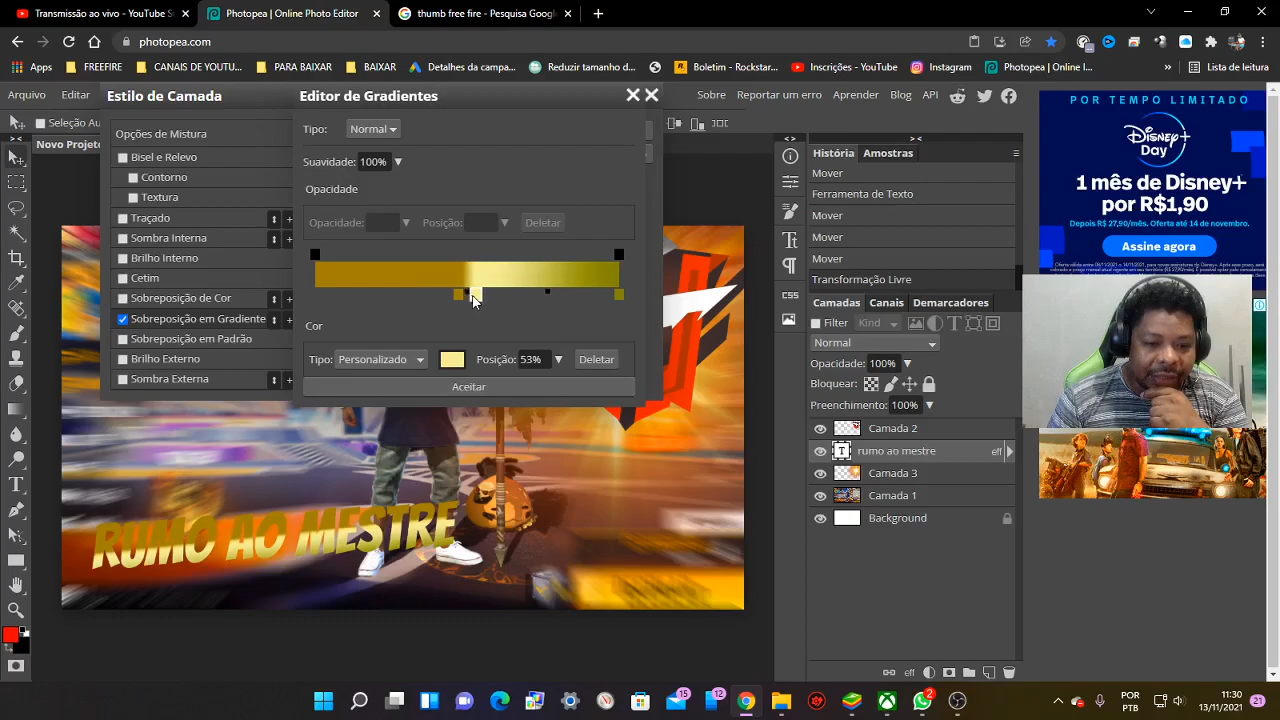 Transmissão ao vivo - YouTube S
Photopea | Online Photo Editor
thumb free fire - Pesquisa Googl
photopea.com
Apps
FREEFIRE
CANAIS DE YOUTU...
PARA BAIXAR
BAIXAR
Detalhes da campa...
Reduzir tamanho d...
Boletim - Rockstar...
Inscrições - YouTube
Instagram
Photopea | Online I...
»
Lista de leitura
Arquivo
Editar
Estilo de Camada
Editor de Gradientes
Sobre
Reportar um erro
Aprender
Blog
API
Seleção Au
Opções de Mistura
Tipo:
Normal
> <
< >
> <
Novo Projeto
Bisel e Relevo
Contorno
Textura
Traçado
Sombra Interna
Brilho Interno
Cetim
Sobreposição de Cor
Sobreposição em Gradiente
Sobreposição em Padrão
Brilho Externo
Sombra Externa
Suavidade:
100%
Opacidade
Opacidade:
Posição:
Deletar
Cor
Tipo:
Personalizado
Posição:
53%
Deletar
Aceitar
História
Amostras
Mover
Ferramenta de Texto
Mover
Mover
Mover
Transformação Livre
CSS
Camadas
Canais
Demarcadores
Filter
Kind
Normal
Opacidade:
100%
Bloquear:
Preenchimento:
100%
Camada 2
T
rumo ao mestre
eff
Camada 3
Camada 1
Background
eff
POR TEMPO LIMITADO
Disney+
Day
1 mês de Disney+
por R$1,90
Depois R$ 27,90/mês. Oferta até 14 de novembro.
Assine agora
RUMO AO MESTRE
15
12
2
POR
PTB
11:30
13/11/2021
21